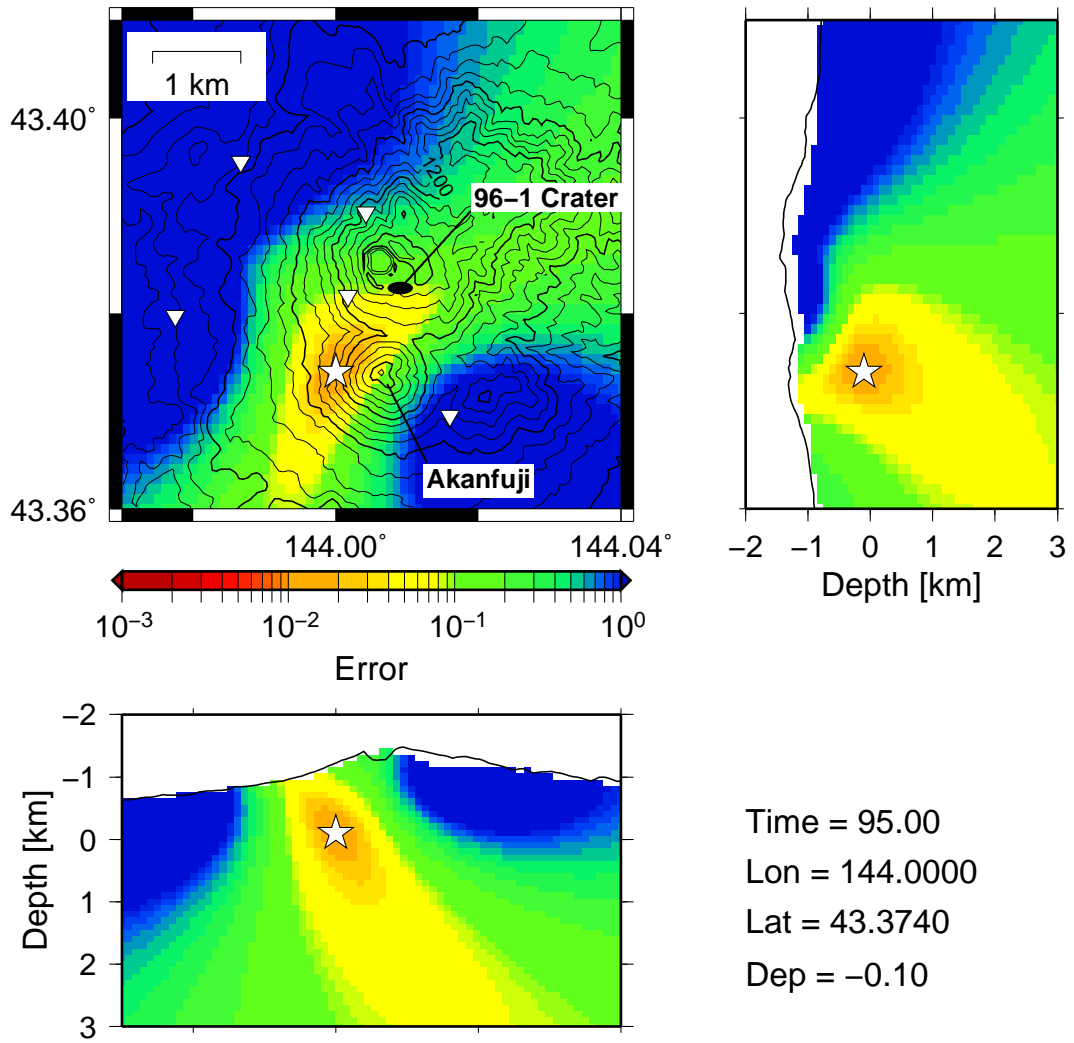 1 km
43.40°
1200
96−1 Crater
Akanfuji
43.36°
144.00°
144.04°
−2 −1 0 1 2 3
Depth [km]
10−3 10−2 10−1 100
Error
−2
−1
0
1
2
3
Depth [km]
Time = 95.00
Lon = 144.0000
Lat = 43.3740
Dep = −0.10